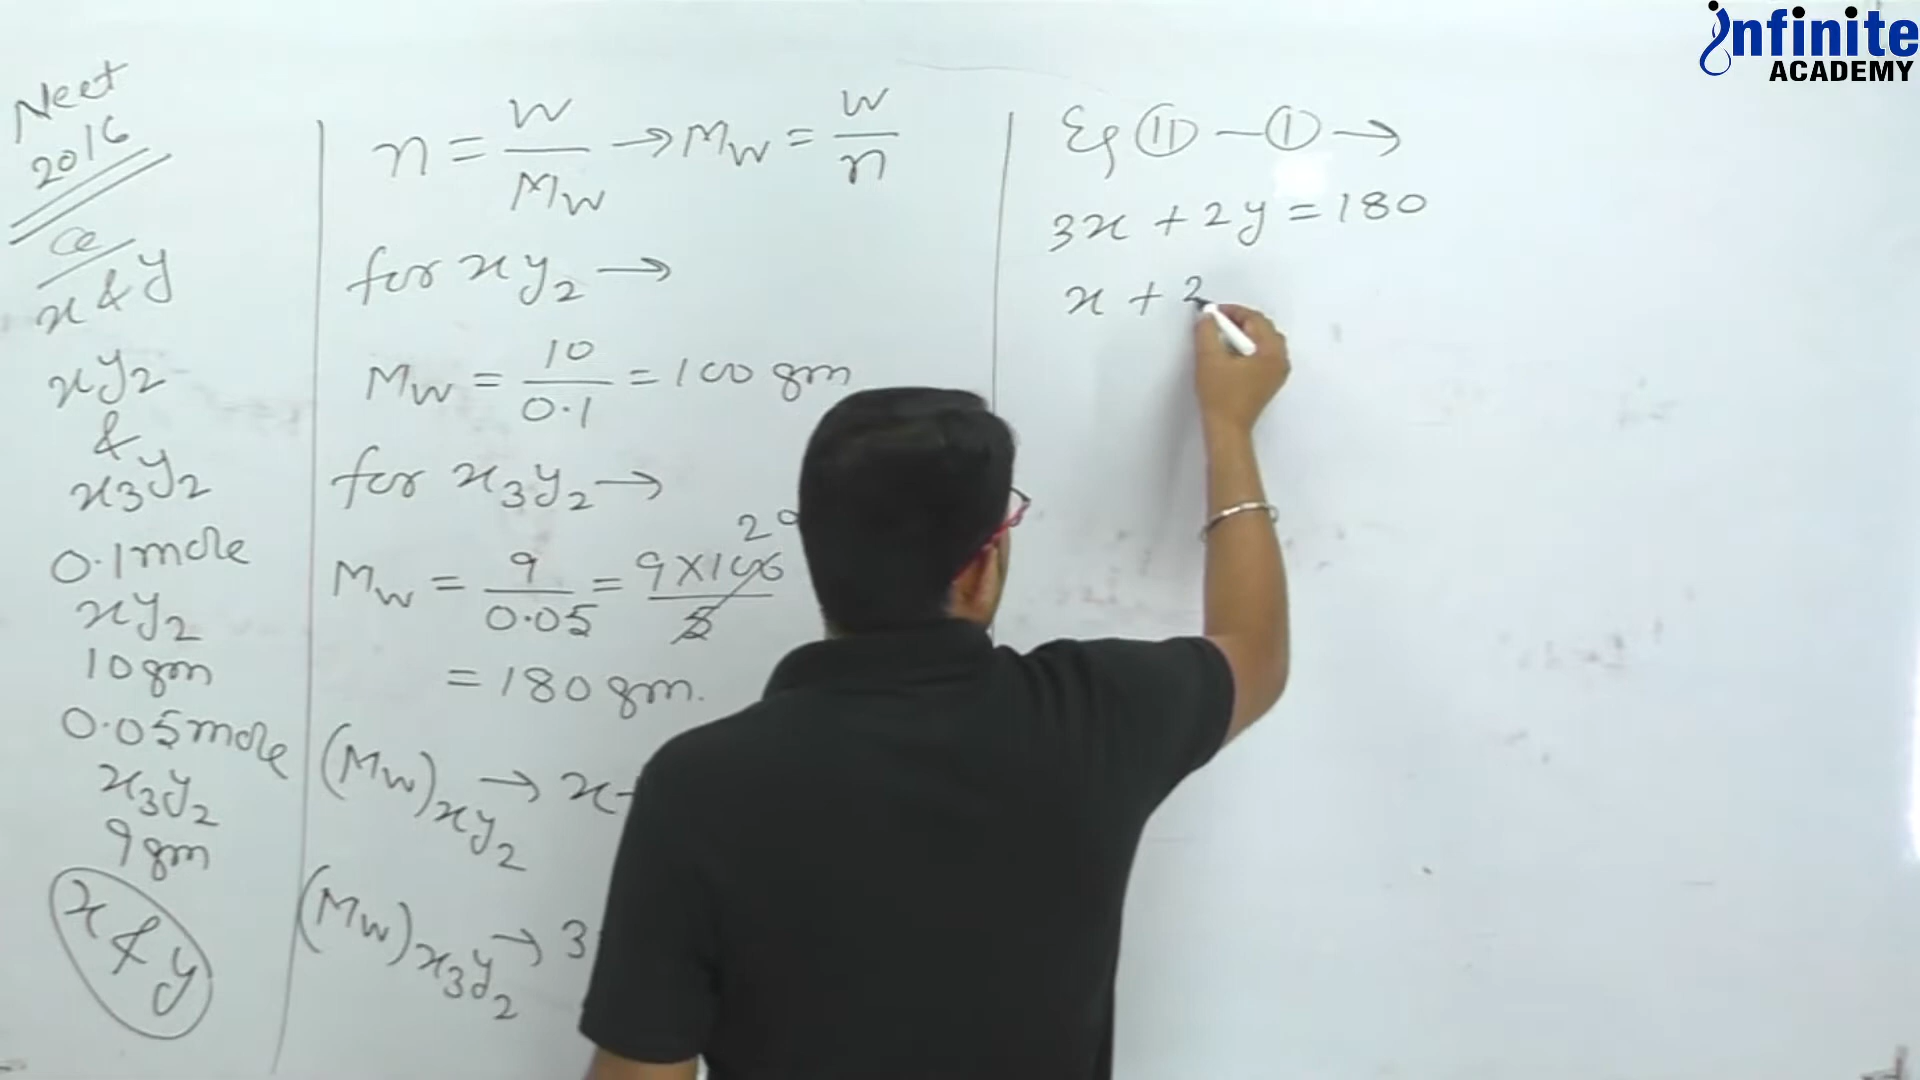 infinite
ACADEMY
Neet
2016
x & y
xy₂
&
x₃y₂
0.1 mole
xy₂
10 gm
0.05 mole
x₃y₂
9 gm
x & y
n = W / Mw → Mw = W / n
for xy₂ →
Mw = 10 / 0.1 = 100 gm
for x₃y₂ →
Mw = 9 / 0.05 = 9 × 100 / 5
= 180 gm.
(Mw)xy₂ → x
(Mw)x₃y₂ → 3
Eq (II) – (I) →
3x + 2y = 180
x + 2